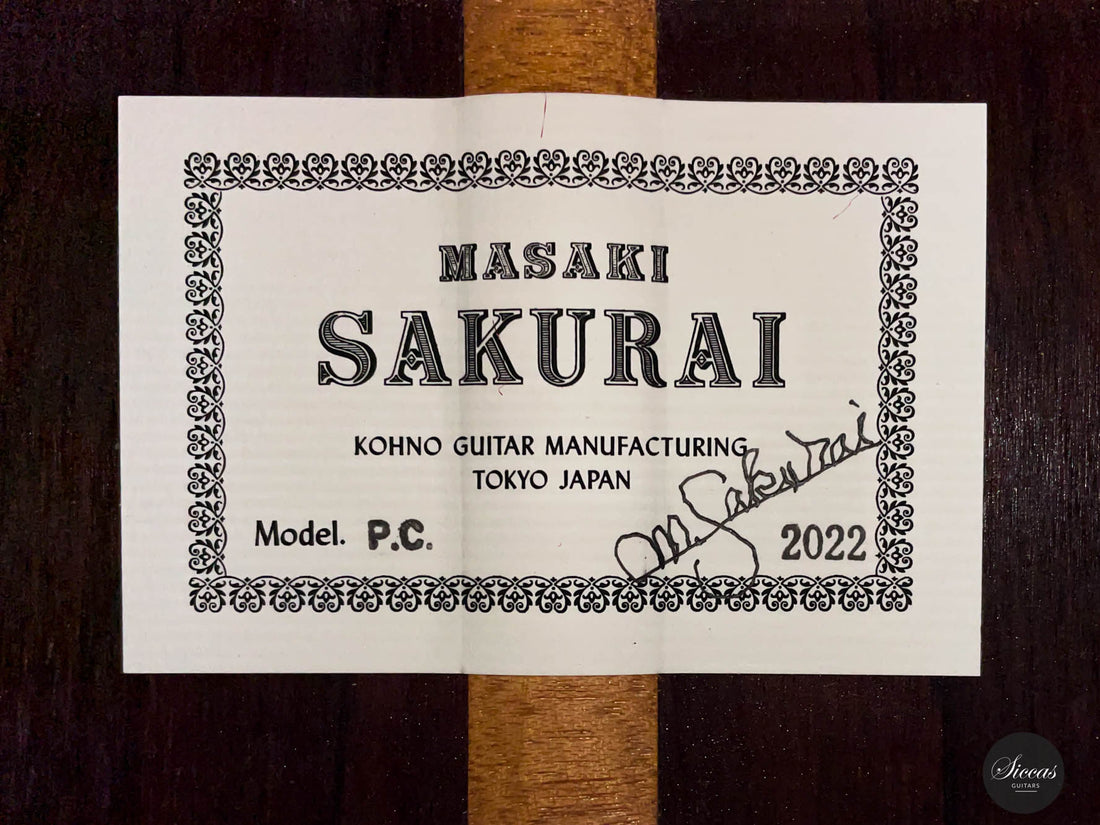 MASAKI
SAKURAI
KOHNO GUITAR MANUFACTURING
TOKYO JAPAN
M. Sakurai
Model. P.C. 2022
Siccas
GUITARS